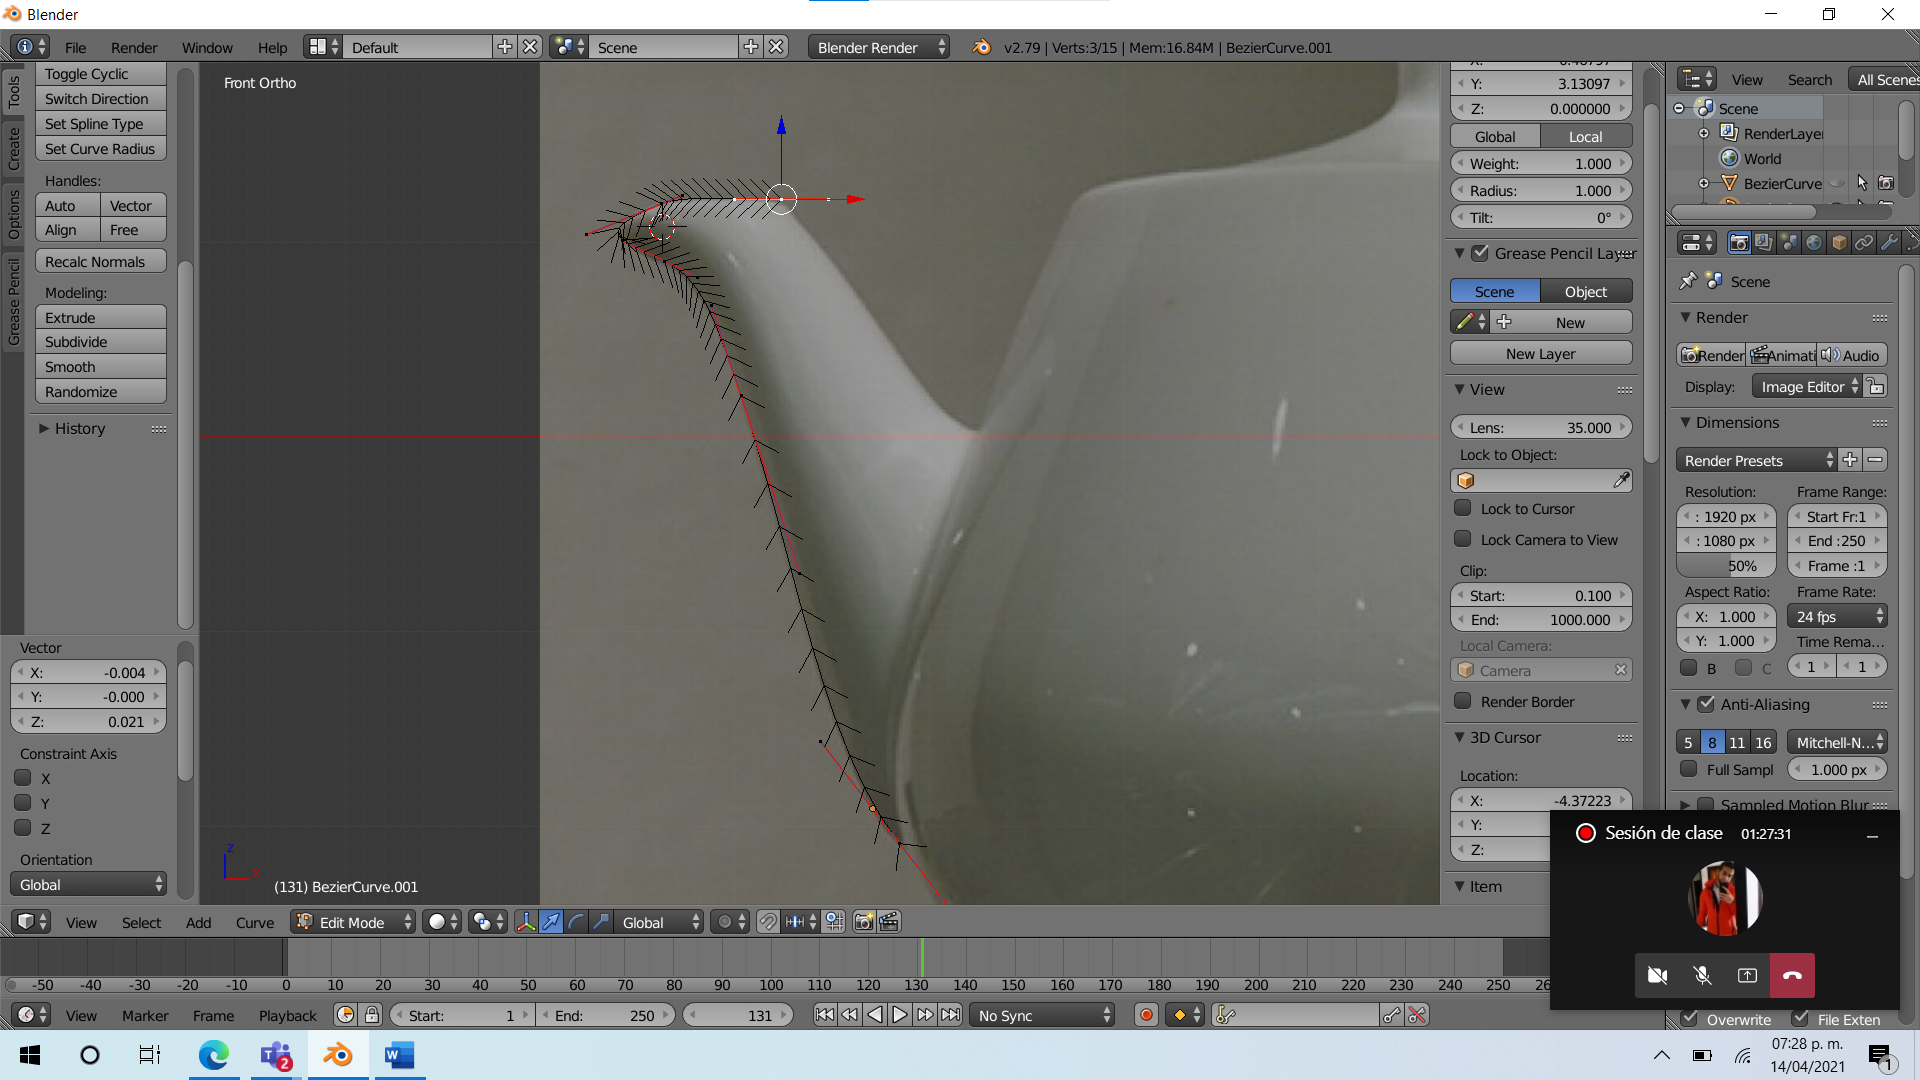 Blender
File Render Window Help Default Scene Blender Render v2.79 | Verts:3/15 | Mem:16.84M | BezierCurve.001
Tools
Create
Options
Grease Pencil
Toggle Cyclic
Switch Direction
Set Spline Type
Set Curve Radius
Handles:
Auto Vector
Align Free
Recalc Normals
Modeling:
Extrude
Subdivide
Smooth
Randomize
History
Vector
X: -0.004
Y: -0.000
Z: 0.021
Constraint Axis
X
Y
Z
Orientation
Global
Front Ortho
z
x
(131) BezierCurve.001
Y: 3.13097
Z: 0.000000
Global Local
Weight: 1.000
Radius: 1.000
Tilt: 0°
Grease Pencil Layer
Scene Object
New
New Layer
View
Lens: 35.000
Lock to Object:
Lock to Cursor
Lock Camera to View
Clip:
Start: 0.100
End: 1000.000
Local Camera:
Camera
Render Border
3D Cursor
Location:
X: -4.37223
Y:
Z:
Item
View Search All Scenes
Scene
RenderLayer
World
BezierCurve
Scene
Render
Render Animati Audio
Display: Image Editor
Dimensions
Render Presets
Resolution: Frame Range:
: 1920 px Start Fr:1
: 1080 px End :250
50% Frame :1
Aspect Ratio: Frame Rate:
X: 1.000 24 fps
Y: 1.000 Time Rema...
B C 1 1
Anti-Aliasing
5 8 11 16 Mitchell-N...
Full Sampl 1.000 px
Sampled Motion Blur
Sesión de clase 01:27:31
Overwrite File Exten
View Select Add Curve Edit Mode Global
-50 -40 -30 -20 -10 0 10 20 30 40 50 60 70 80 90 100 110 120 130 140 150 160 170 180 190 200 210 220 230 240 250
View Marker Frame Playback Start: 1 End: 250 131 No Sync
2
07:28 p. m.
14/04/2021
1